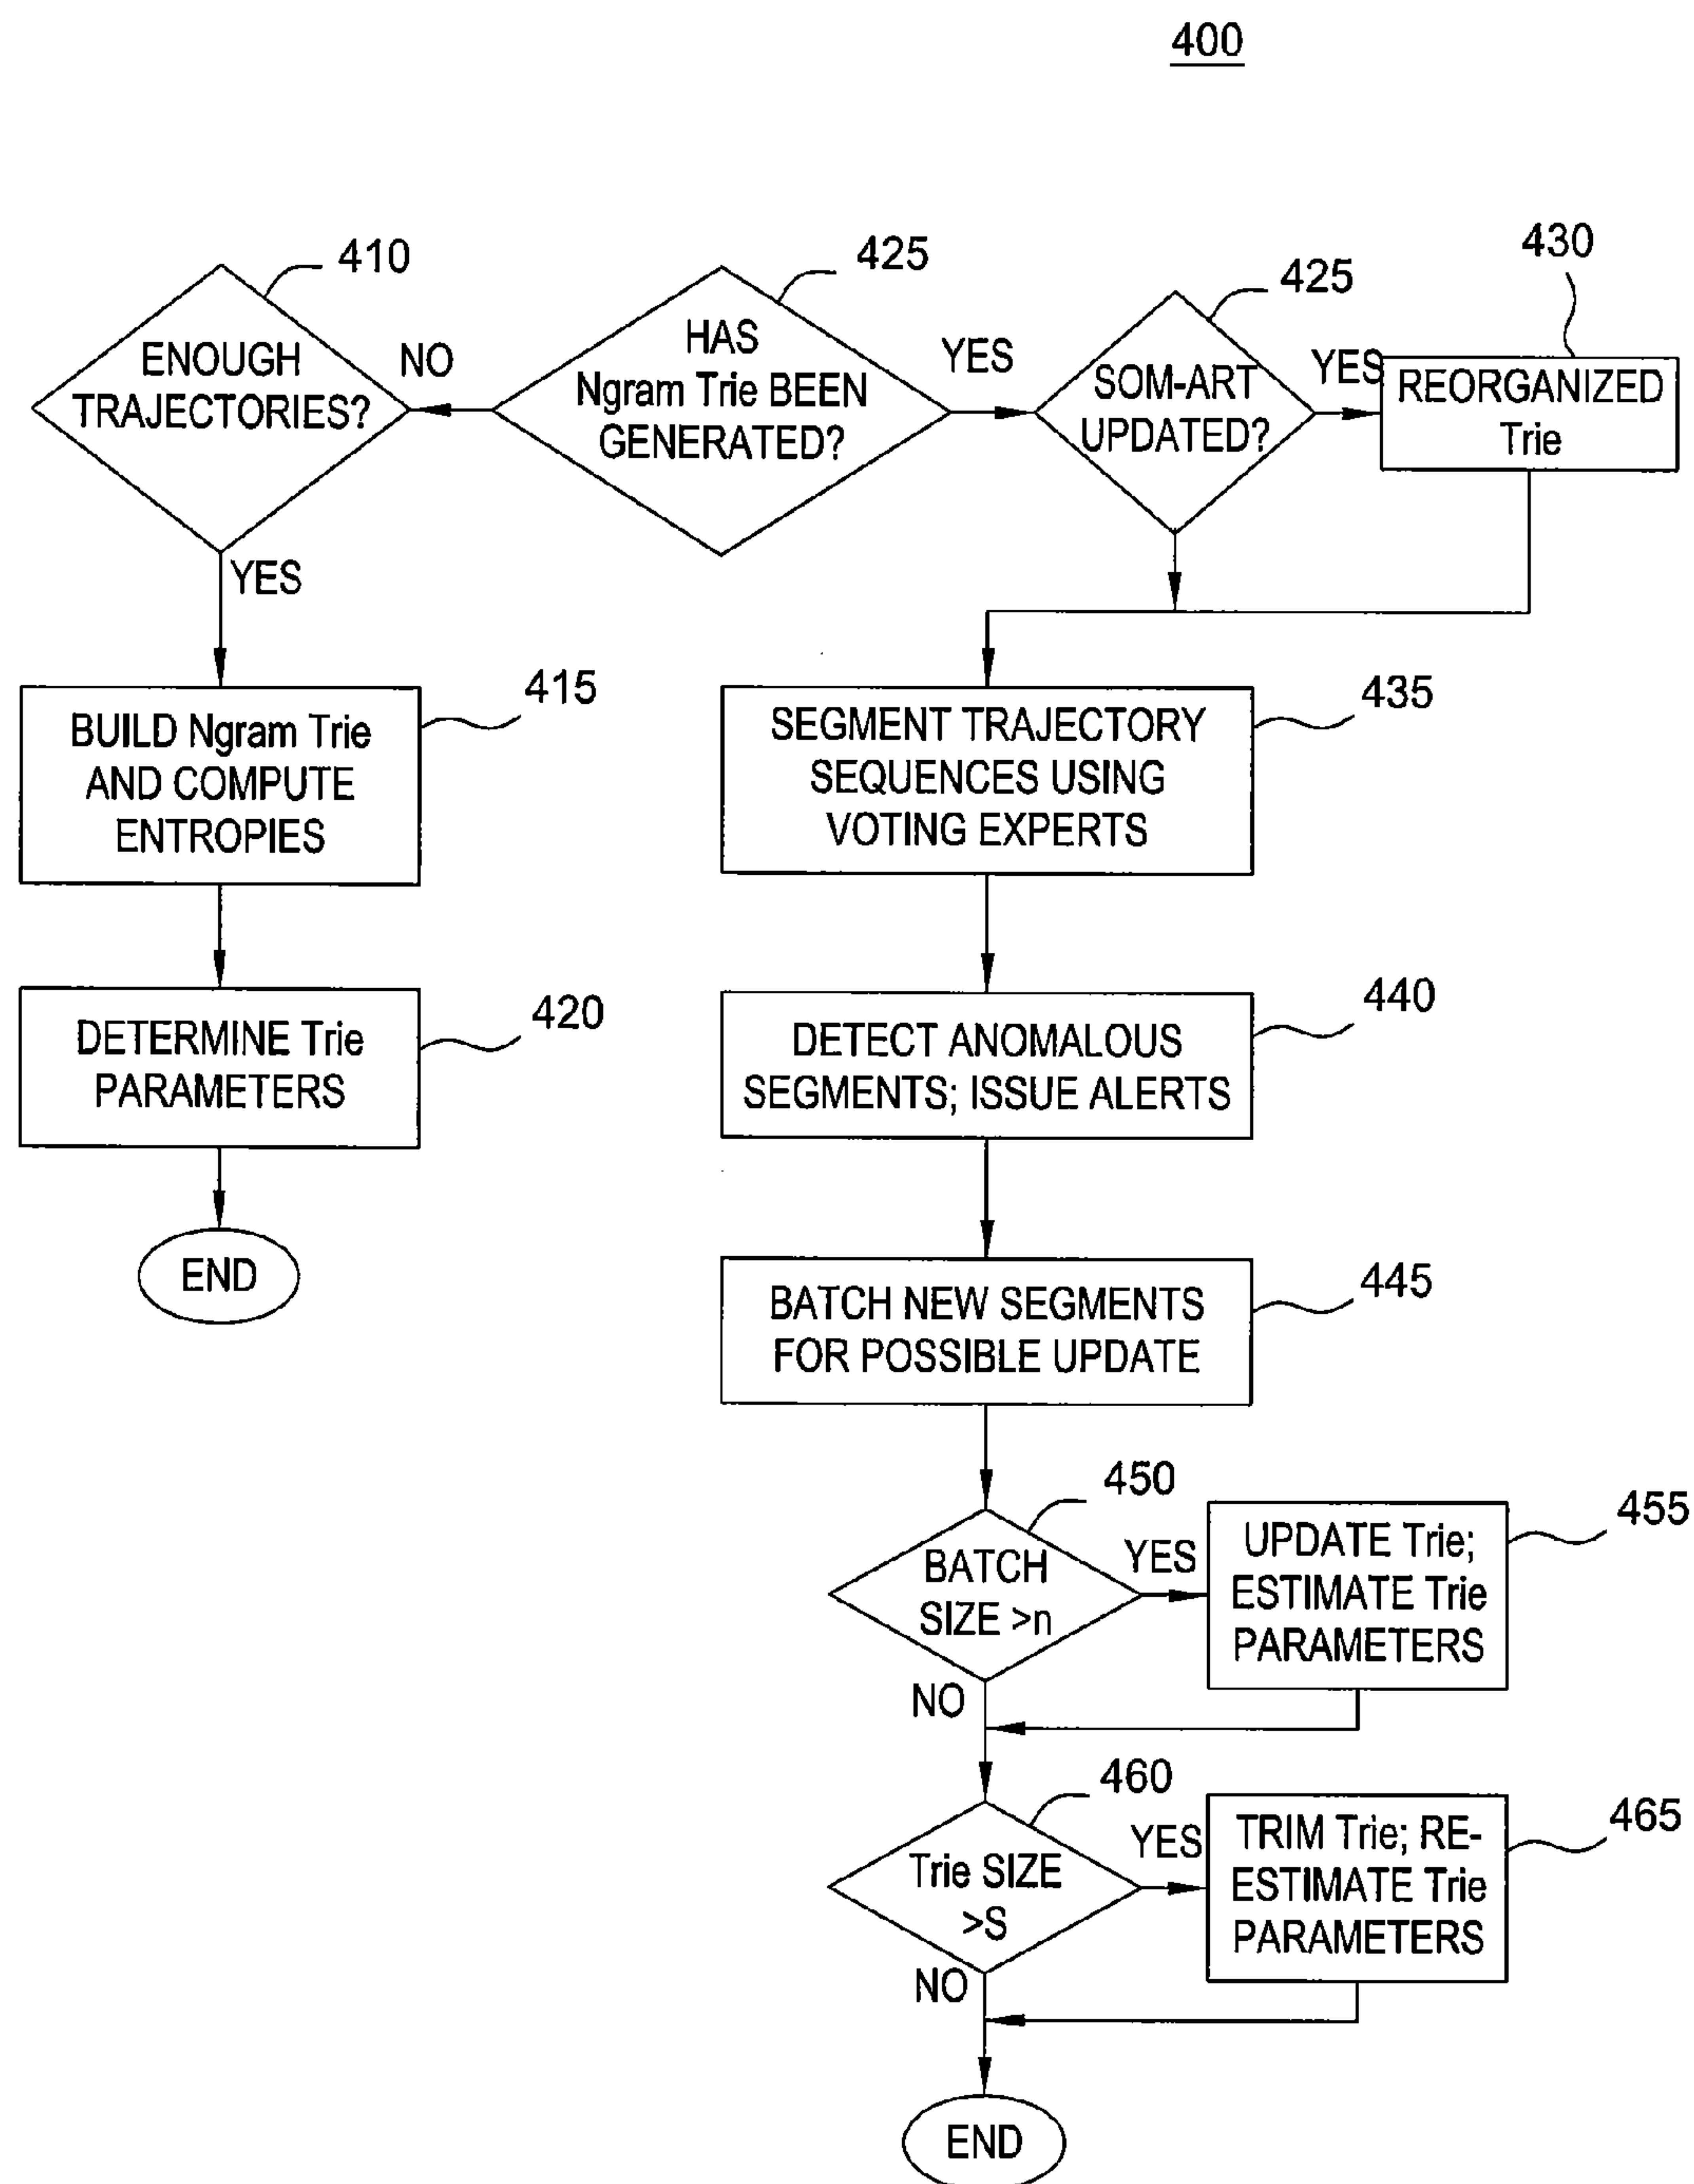 400
410
ENOUGH
TRAJECTORIES?
NO
425
HAS
Ngram Trie BEEN
GENERATED?
YES
425
SOM-ART
UPDATED?
YES
430
REORGANIZED
Trie
YES
415
BUILD Ngram Trie
AND COMPUTE
ENTROPIES
420
DETERMINE Trie
PARAMETERS
END
435
SEGMENT TRAJECTORY
SEQUENCES USING
VOTING EXPERTS
440
DETECT ANOMALOUS
SEGMENTS; ISSUE ALERTS
445
BATCH NEW SEGMENTS
FOR POSSIBLE UPDATE
450
BATCH
SIZE >n
YES
455
UPDATE Trie;
ESTIMATE Trie
PARAMETERS
NO
460
Trie SIZE
>S
YES
465
TRIM Trie; RE-
ESTIMATE Trie
PARAMETERS
NO
END